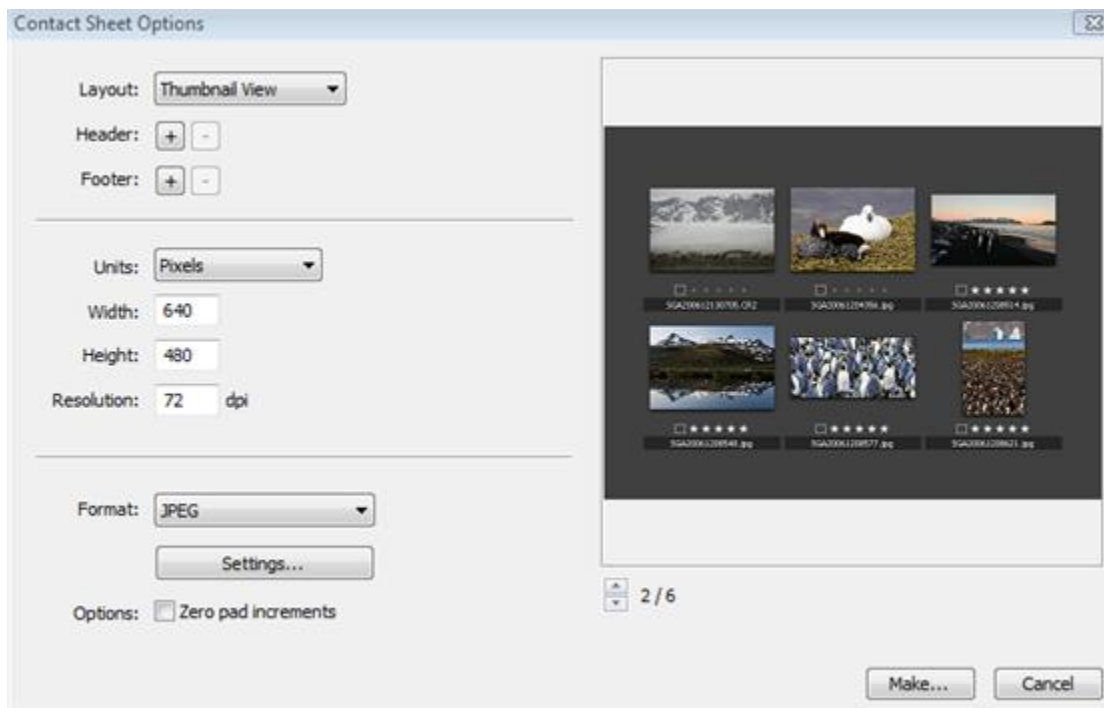 Contact Sheet Options
Layout: Thumbnail View
Header: + -
Footer: + -
Units: Pixels
Width: 640
Height: 480
Resolution: 72 dpi
Format: JPEG
Settings...
Options: Zero pad increments
2 / 6
Make... Cancel